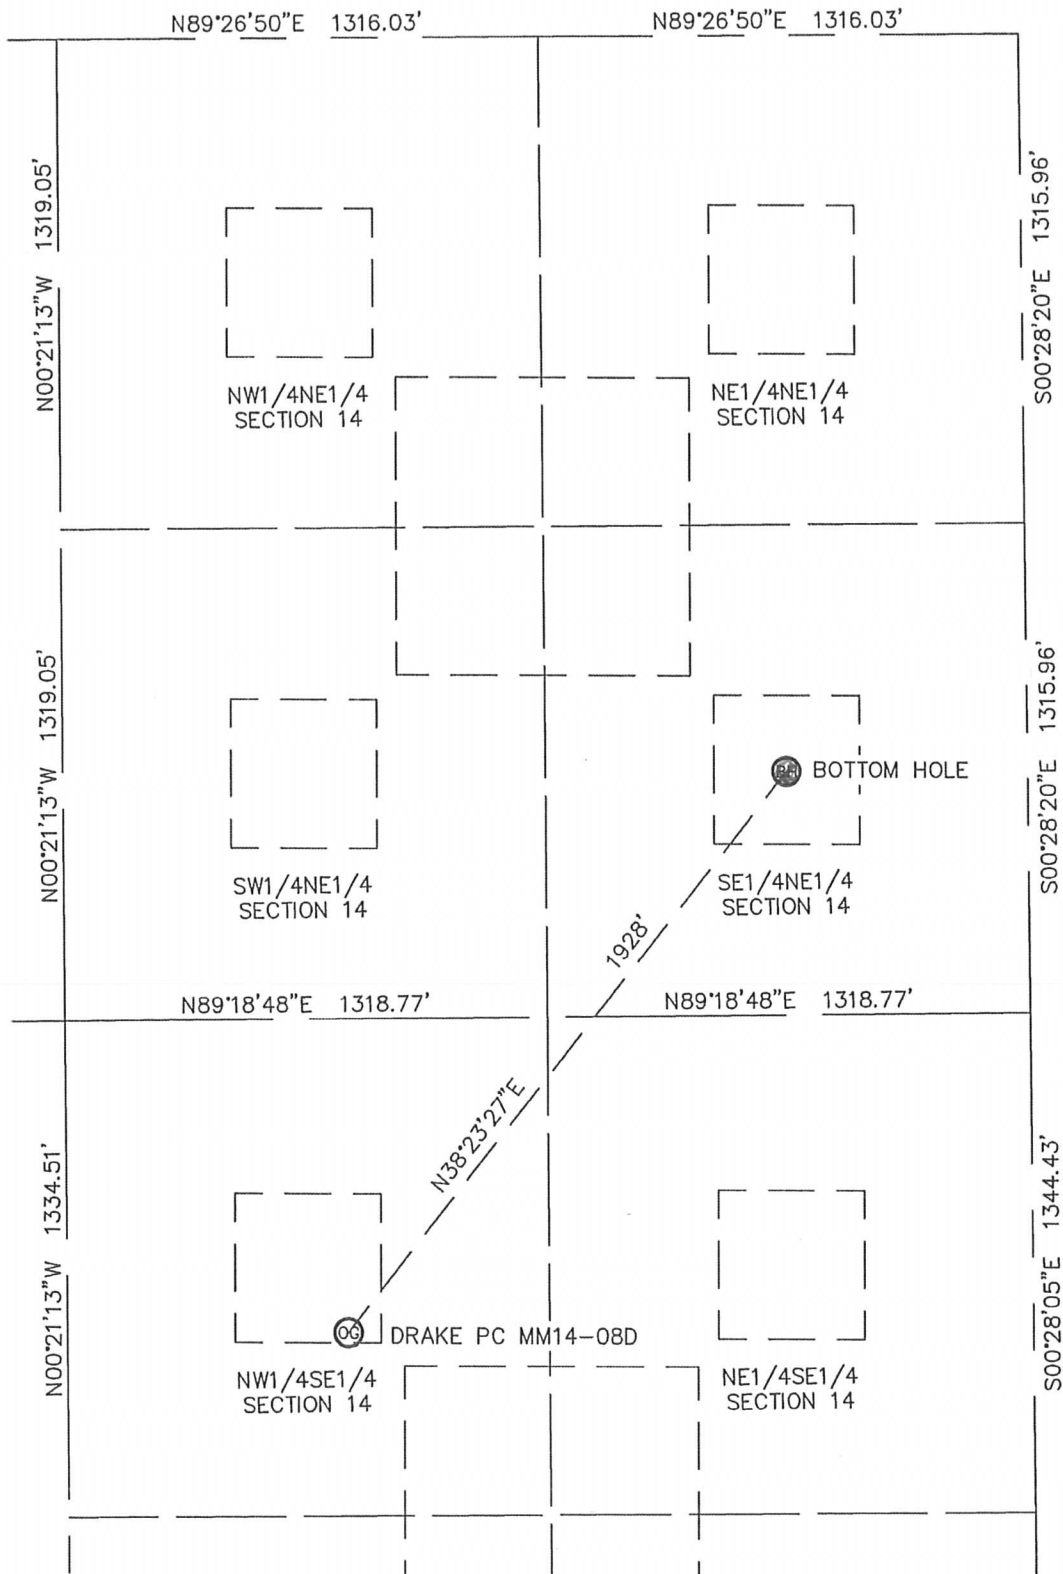 N89°26'50"E 1316.03'
N89°26'50"E 1316.03'
N00°21'13"W 1319.05'
S00°28'20"E 1315.96'
NW1/4NE1/4
SECTION 14
NE1/4NE1/4
SECTION 14
N00°21'13"W 1319.05'
S00°28'20"E 1315.96'
BH BOTTOM HOLE
SW1/4NE1/4
SECTION 14
SE1/4NE1/4
SECTION 14
1928'
N89°18'48"E 1318.77'
N89°18'48"E 1318.77'
N38°23'27"E
N00°21'13"W 1334.51'
S00°28'05"E 1344.43'
OG DRAKE PC MM14-08D
NW1/4SE1/4
SECTION 14
NE1/4SE1/4
SECTION 14